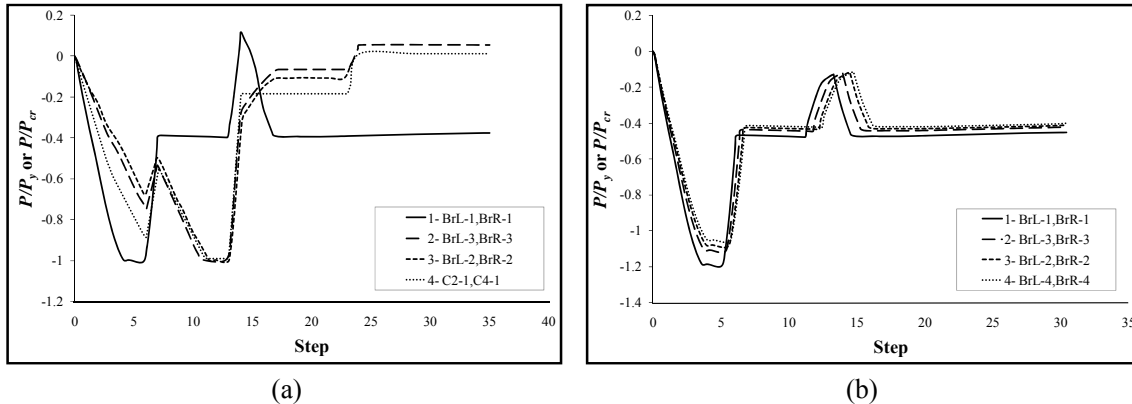 0.2
0
-0.2
-0.4
-0.6
-0.8
-1
-1.2
P/Py or P/Pcr
0 5 10 15 20 25 30 35 40
Step
1- BrL-1,BrR-1
2- BrL-3,BrR-3
3- BrL-2,BrR-2
4- C2-1,C4-1
(a)
0.2
0
-0.2
-0.4
-0.6
-0.8
-1.0
-1.2
-1.4
P/Py or P/Pcr
0 5 10 15 20 25 30 35
Step
1- BrL-1,BrR-1
2- BrL-3,BrR-3
3- BrL-2,BrR-2
4- BrL-4,BrR-4
(b)